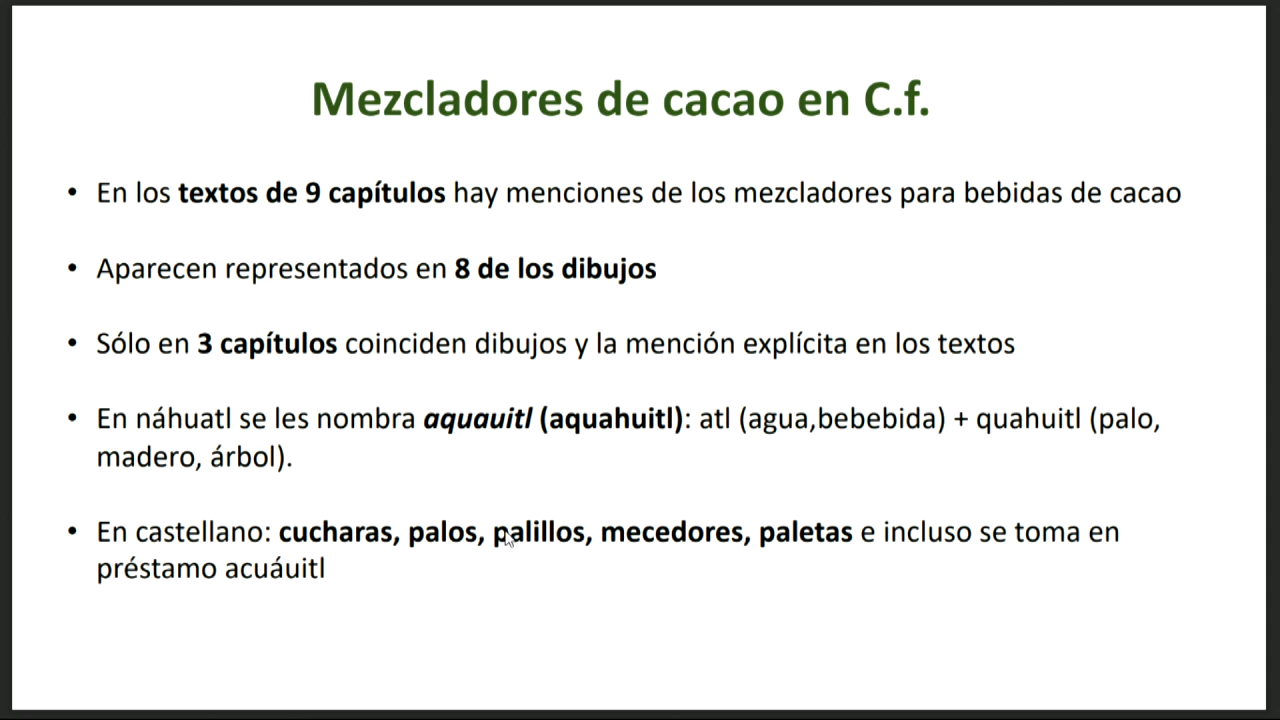 Mezcladores de cacao en C.f.
• En los textos de 9 capítulos hay menciones de los mezcladores para bebidas de cacao
• Aparecen representados en 8 de los dibujos
• Sólo en 3 capítulos coinciden dibujos y la mención explícita en los textos
• En náhuatl se les nombra aquauitl (aquahuitl): atl (agua,bebebida) + quahuitl (palo,
madero, árbol).
• En castellano: cucharas, palos, palillos, mecedores, paletas e incluso se toma en
préstamo acuáuitl